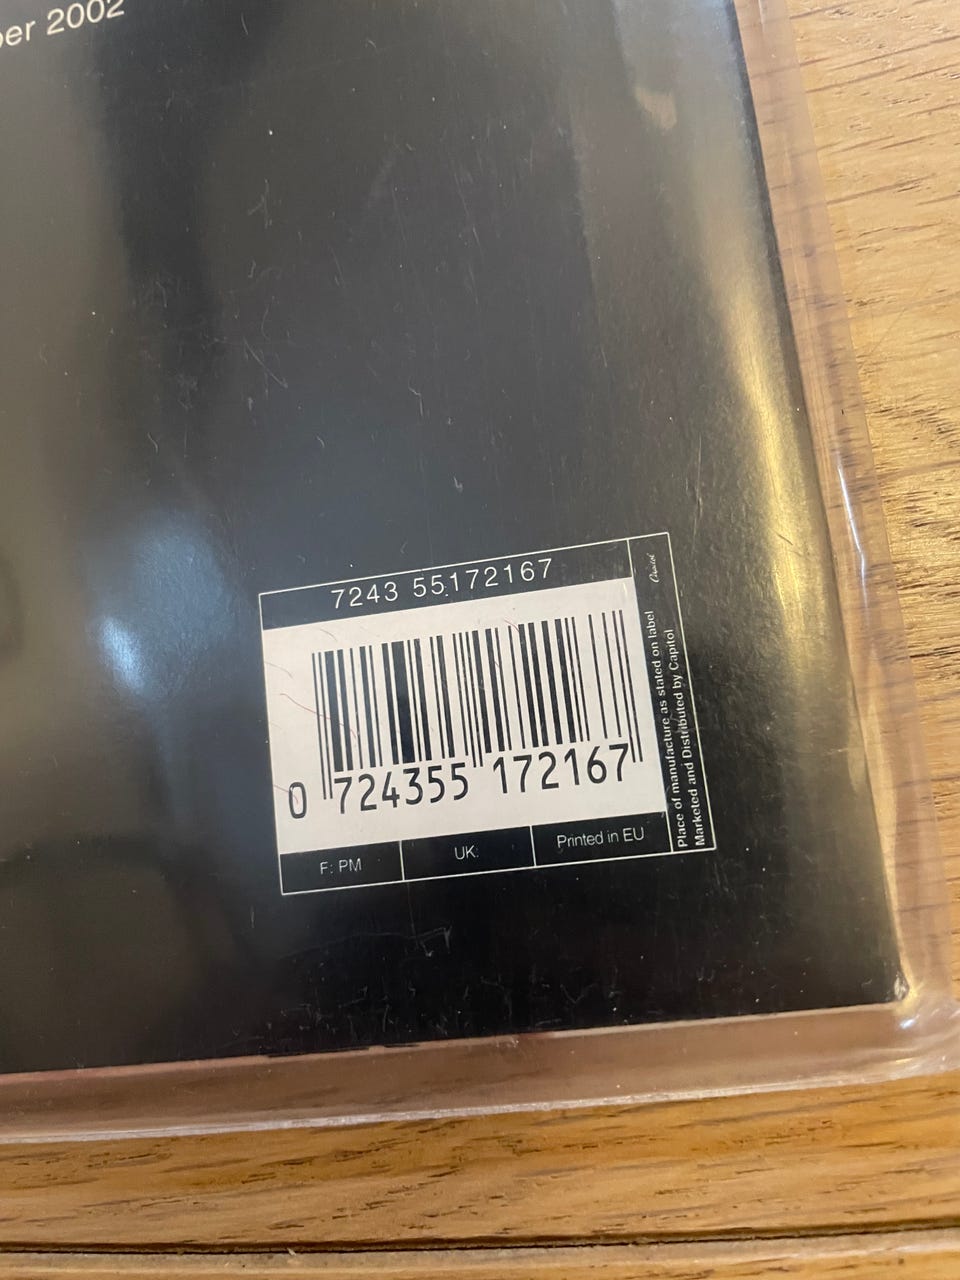 ber 2002
7243 55172167
0 724355 172167
F: PM
UK:
Printed in EU
Capitol
Place of manufacture as stated on label
Marketed and Distributed by Capitol